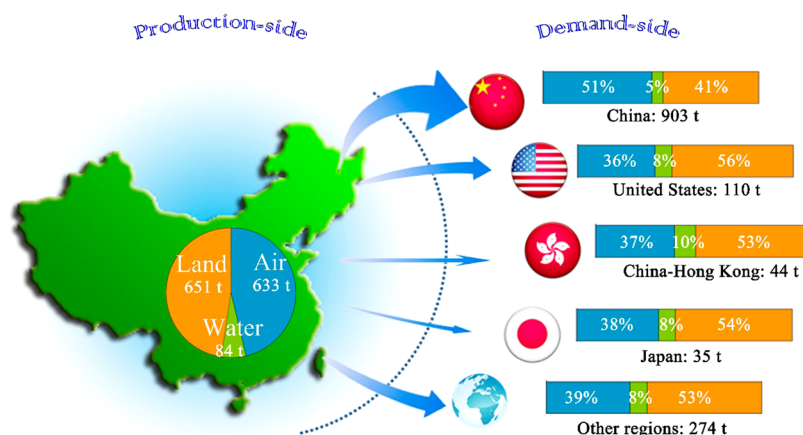 Production-side
Demand-side
51% 5% 41%
China: 903 t
36% 8% 56%
United States: 110 t
37% 10% 53%
China-Hong Kong: 44 t
38% 8% 54%
Japan: 35 t
39% 8% 53%
Other regions: 274 t
Land
651 t
Air
633 t
Water
84 t